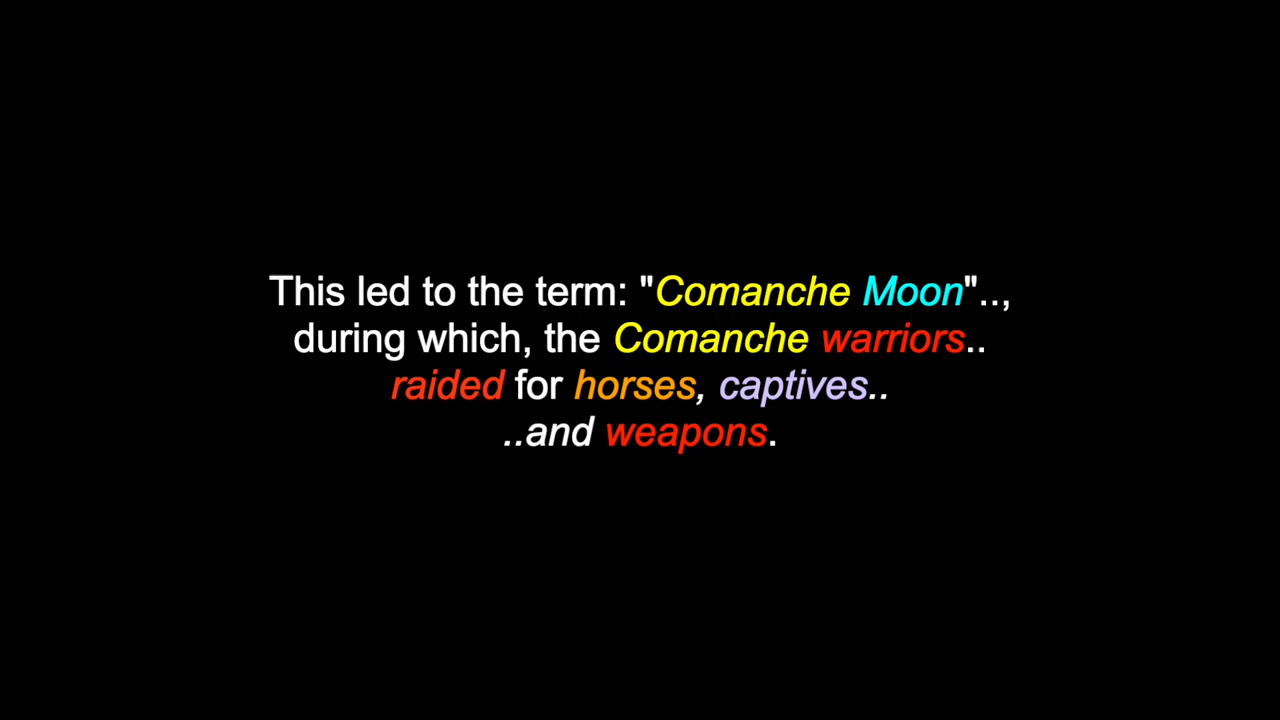 This led to the term: "Comanche Moon"..,
during which, the Comanche warriors..
raided for horses, captives..
..and weapons.